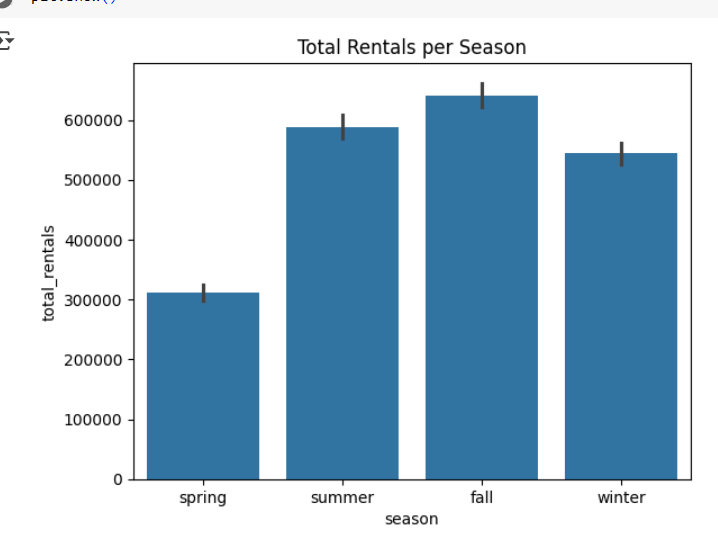 Total Rentals per Season
600000
500000
400000
300000
200000
100000
0
total_rentals
spring summer fall winter
season